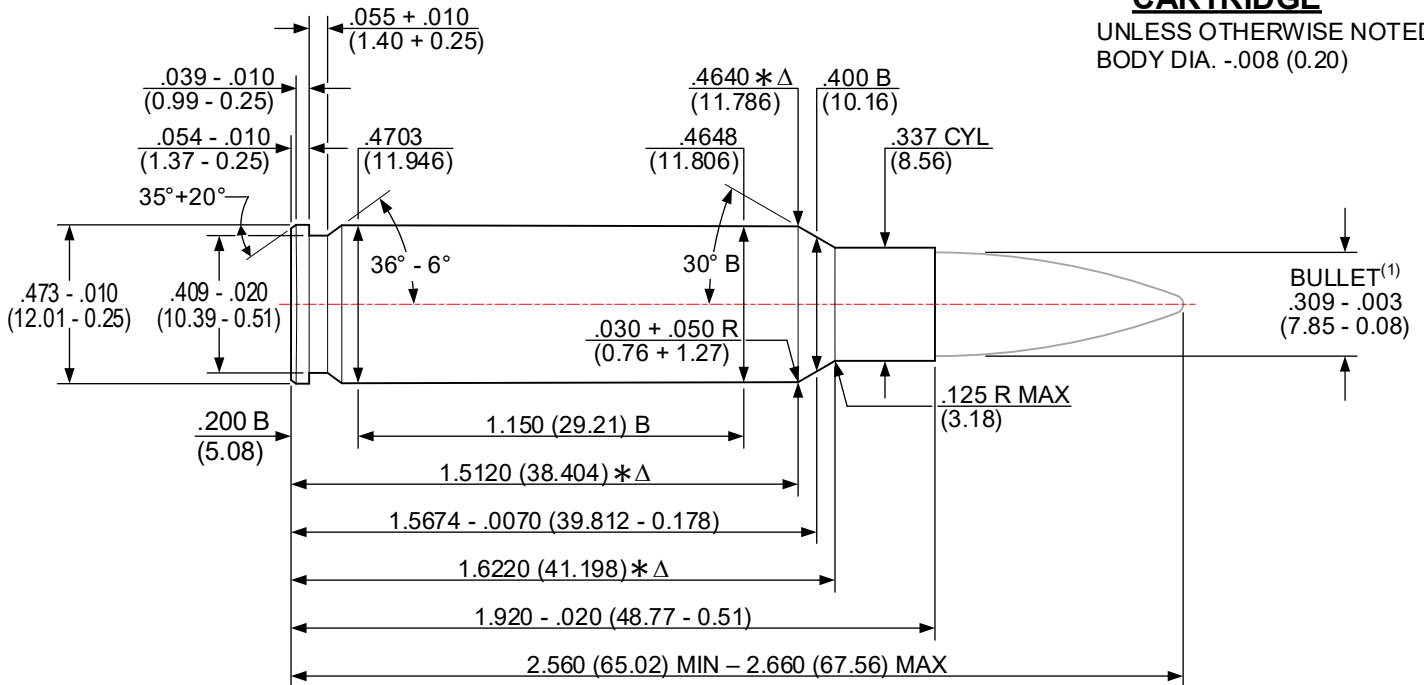 CARTRIDGE
UNLESS OTHERWISE NOTED
BODY DIA. -.008 (0.20)
.055 + .010
(1.40 + 0.25)
.039 - .010
(0.99 - 0.25)
.054 - .010
(1.37 - 0.25)
35°+20°
.4703
(11.946)
.4640 ∗ Δ
(11.786)
.400 B
(10.16)
.4648
(11.806)
.337 CYL
(8.56)
36° - 6°
30° B
.473 - .010
(12.01 - 0.25)
.409 - .020
(10.39 - 0.51)
.030 + .050 R
(0.76 + 1.27)
BULLET(1)
.309 - .003
(7.85 - 0.08)
.125 R MAX
(3.18)
.200 B
(5.08)
1.150 (29.21) B
1.5120 (38.404) ∗ Δ
1.5674 - .0070 (39.812 - 0.178)
1.6220 (41.198) ∗ Δ
1.920 - .020 (48.77 - 0.51)
2.560 (65.02) MIN – 2.660 (67.56) MAX